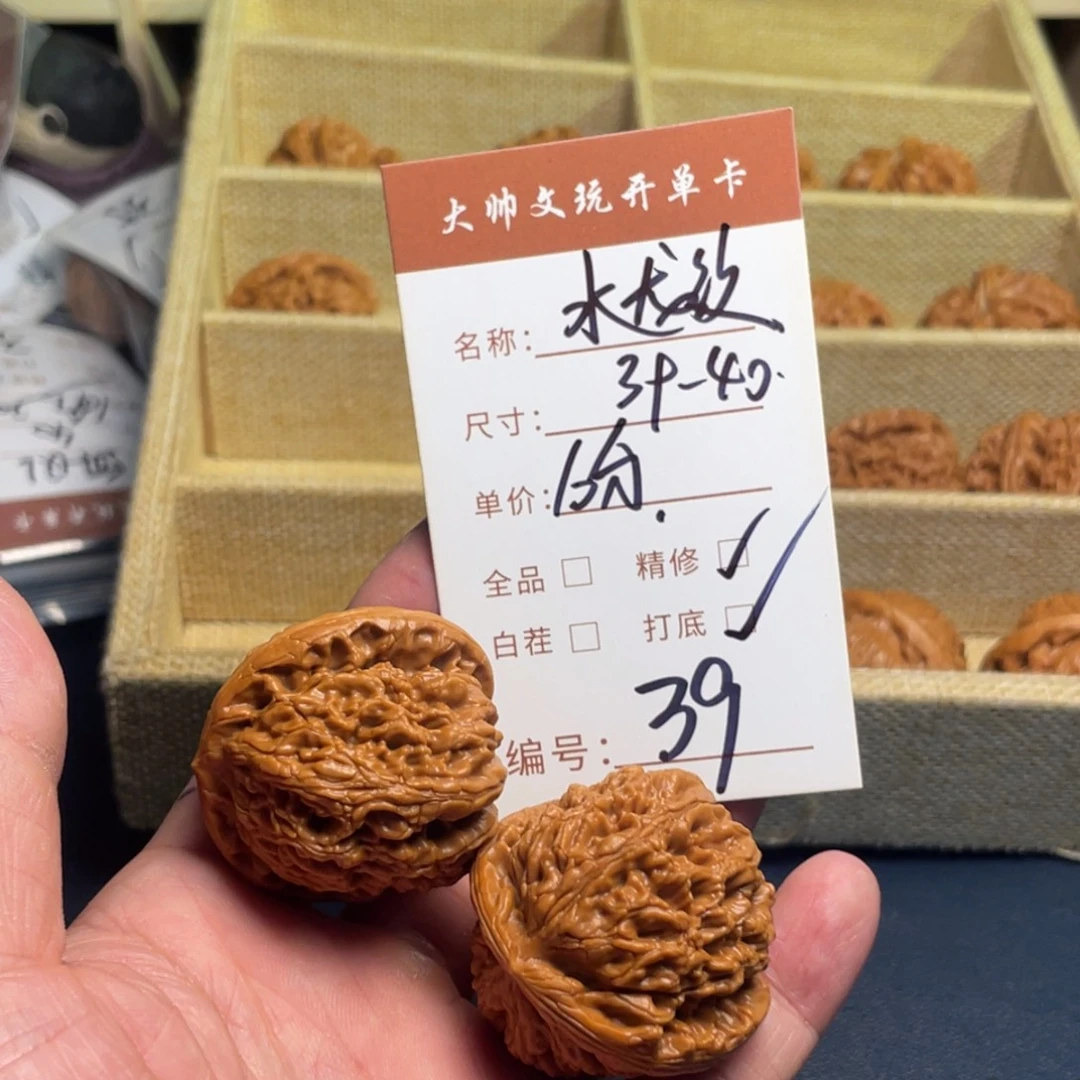 大帅文玩开单卡
名称：水龙纹
尺寸：39-40.
单价：
全品 □ 精修 ☑
白茬 □ 打底 ☑
编号：39